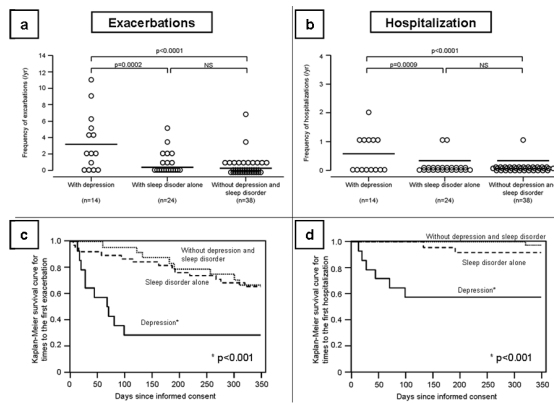 a
Exacerbations
p<0.0001
p=0.0002
NS
Frequency of excarbations (/yr)
14
12
10
8
6
4
2
0
With depression
With sleep disoder alone
Without depression and
sleep disorder
(n=14)
(n=24)
(n=38)
b
Hospitalization
p<0.0001
p=0.0009
NS
Frequency of hospitalizations (/yr)
4
3
2
1
0
With depression
With sleep disoder alone
Without depression and
sleep disorder
(n=14)
(n=24)
(n=38)
c
Without depression and
sleep disorder
Sleep disorder alone
Depression*
* p<0.001
Kaplan-Meier survival curve for
times to the first exacerbation
1.0
0.8
0.6
0.4
0.2
0.0
0
50
100
150
200
250
300
350
Days since informed consent
d
Without depression and sleep disorder
Sleep disorder alone
Depression*
* p<0.001
Kaplan-Meier survival curve for
times to the first hospitalization
1.0
0.8
0.6
0.4
0.2
0.0
0
50
100
150
200
250
300
350
Days since informed consent